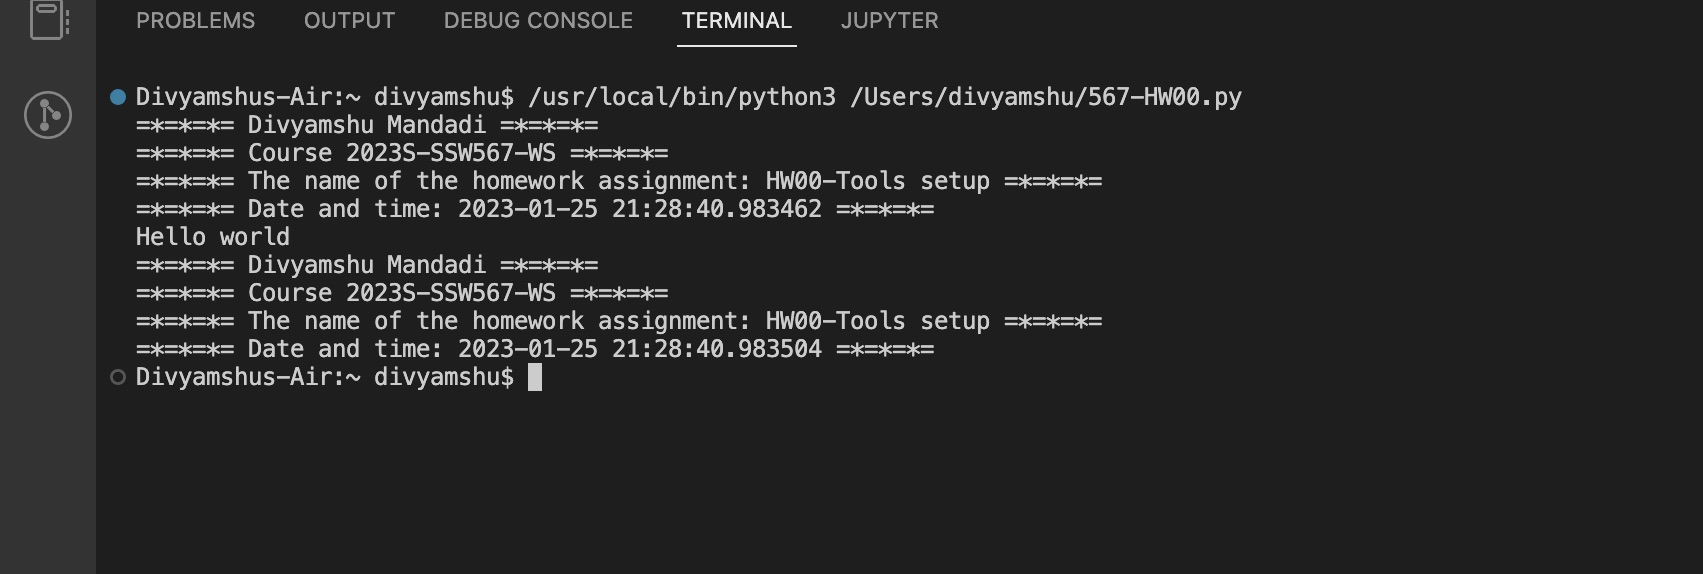 PROBLEMS OUTPUT DEBUG CONSOLE TERMINAL JUPYTER
Divyamshus-Air:~ divyamshu$ /usr/local/bin/python3 /Users/divyamshu/567-HW00.py
=*=*=*= Divyamshu Mandadi =*=*=*=
=*=*=*= Course 2023S-SSW567-WS =*=*=*=
=*=*=*= The name of the homework assignment: HW00-Tools setup =*=*=*=
=*=*=*= Date and time: 2023-01-25 21:28:40.983462 =*=*=*=
Hello world
=*=*=*= Divyamshu Mandadi =*=*=*=
=*=*=*= Course 2023S-SSW567-WS =*=*=*=
=*=*=*= The name of the homework assignment: HW00-Tools setup =*=*=*=
=*=*=*= Date and time: 2023-01-25 21:28:40.983504 =*=*=*=
Divyamshus-Air:~ divyamshu$